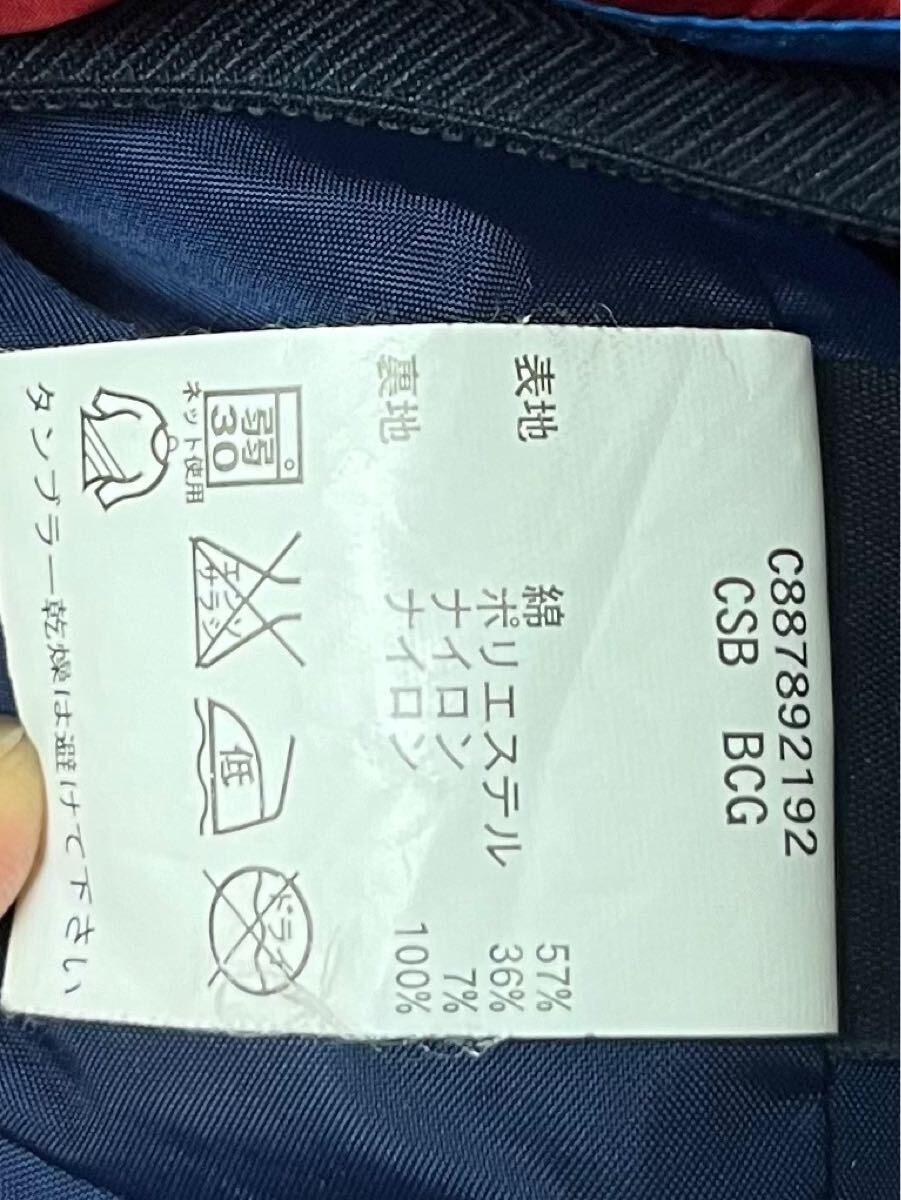 C887892192
CSB BCG
表地 綿 57%
ポリエステル 36%
ナイロン 7%
裏地 ナイロン 100%
弱
30
ネット使用
エンソ
サラシ
低
ドライ
タンブラー乾燥は避けて下さい